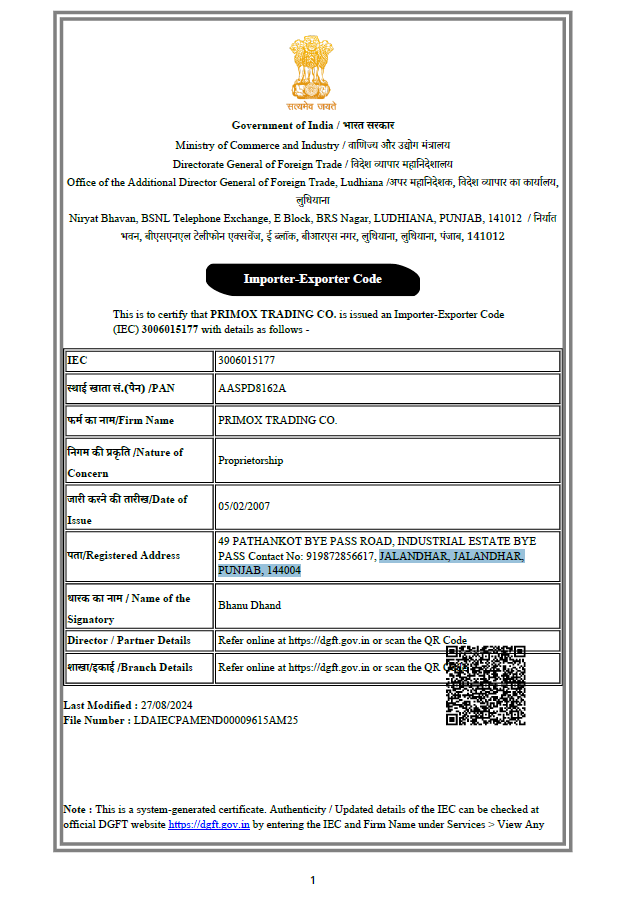 सत्यमेव जयते
Government of India / भारत सरकार
Ministry of Commerce and Industry / वाणिज्य और उद्योग मंत्रालय
Directorate General of Foreign Trade / विदेश व्यापार महानिदेशालय
Office of the Additional Director General of Foreign Trade, Ludhiana /अपर महानिदेशक, विदेश व्यापार का कार्यालय,
लुधियाना
Niryat Bhavan, BSNL Telephone Exchange, E Block, BRS Nagar, LUDHIANA, PUNJAB, 141012 / निर्यात
भवन, बीएसएनएल टेलीफोन एक्सचेंज, ई ब्लॉक, बीआरएस नगर, लुधियाना, लुधियाना, पंजाब, 141012
Importer-Exporter Code
This is to certify that PRIMOX TRADING CO. is issued an Importer-Exporter Code
(IEC) 3006015177 with details as follows -
IEC 3006015177
स्थाई खाता सं.(पैन) /PAN AASPD8162A
फर्म का नाम/Firm Name PRIMOX TRADING CO.
निगम की प्रकृति /Nature of
Concern
Proprietorship
जारी करने की तारीख/Date of
Issue
05/02/2007
पता/Registered Address
49 PATHANKOT BYE PASS ROAD, INDUSTRIAL ESTATE BYE
PASS Contact No: 919872856617, JALANDHAR, JALANDHAR,
PUNJAB, 144004
धारक का नाम / Name of the
Signatory
Bhanu Dhand
Director / Partner Details Refer online at https://dgft.gov.in or scan the QR Code
शाखा/इकाई /Branch Details Refer online at https://dgft.gov.in or scan the QR
Last Modified : 27/08/2024
File Number : LDAIECPAMEND00009615AM25
Note : This is a system-generated certificate. Authenticity / Updated details of the IEC can be checked at
official DGFT website https://dgft.gov.in by entering the IEC and Firm Name under Services > View Any
1